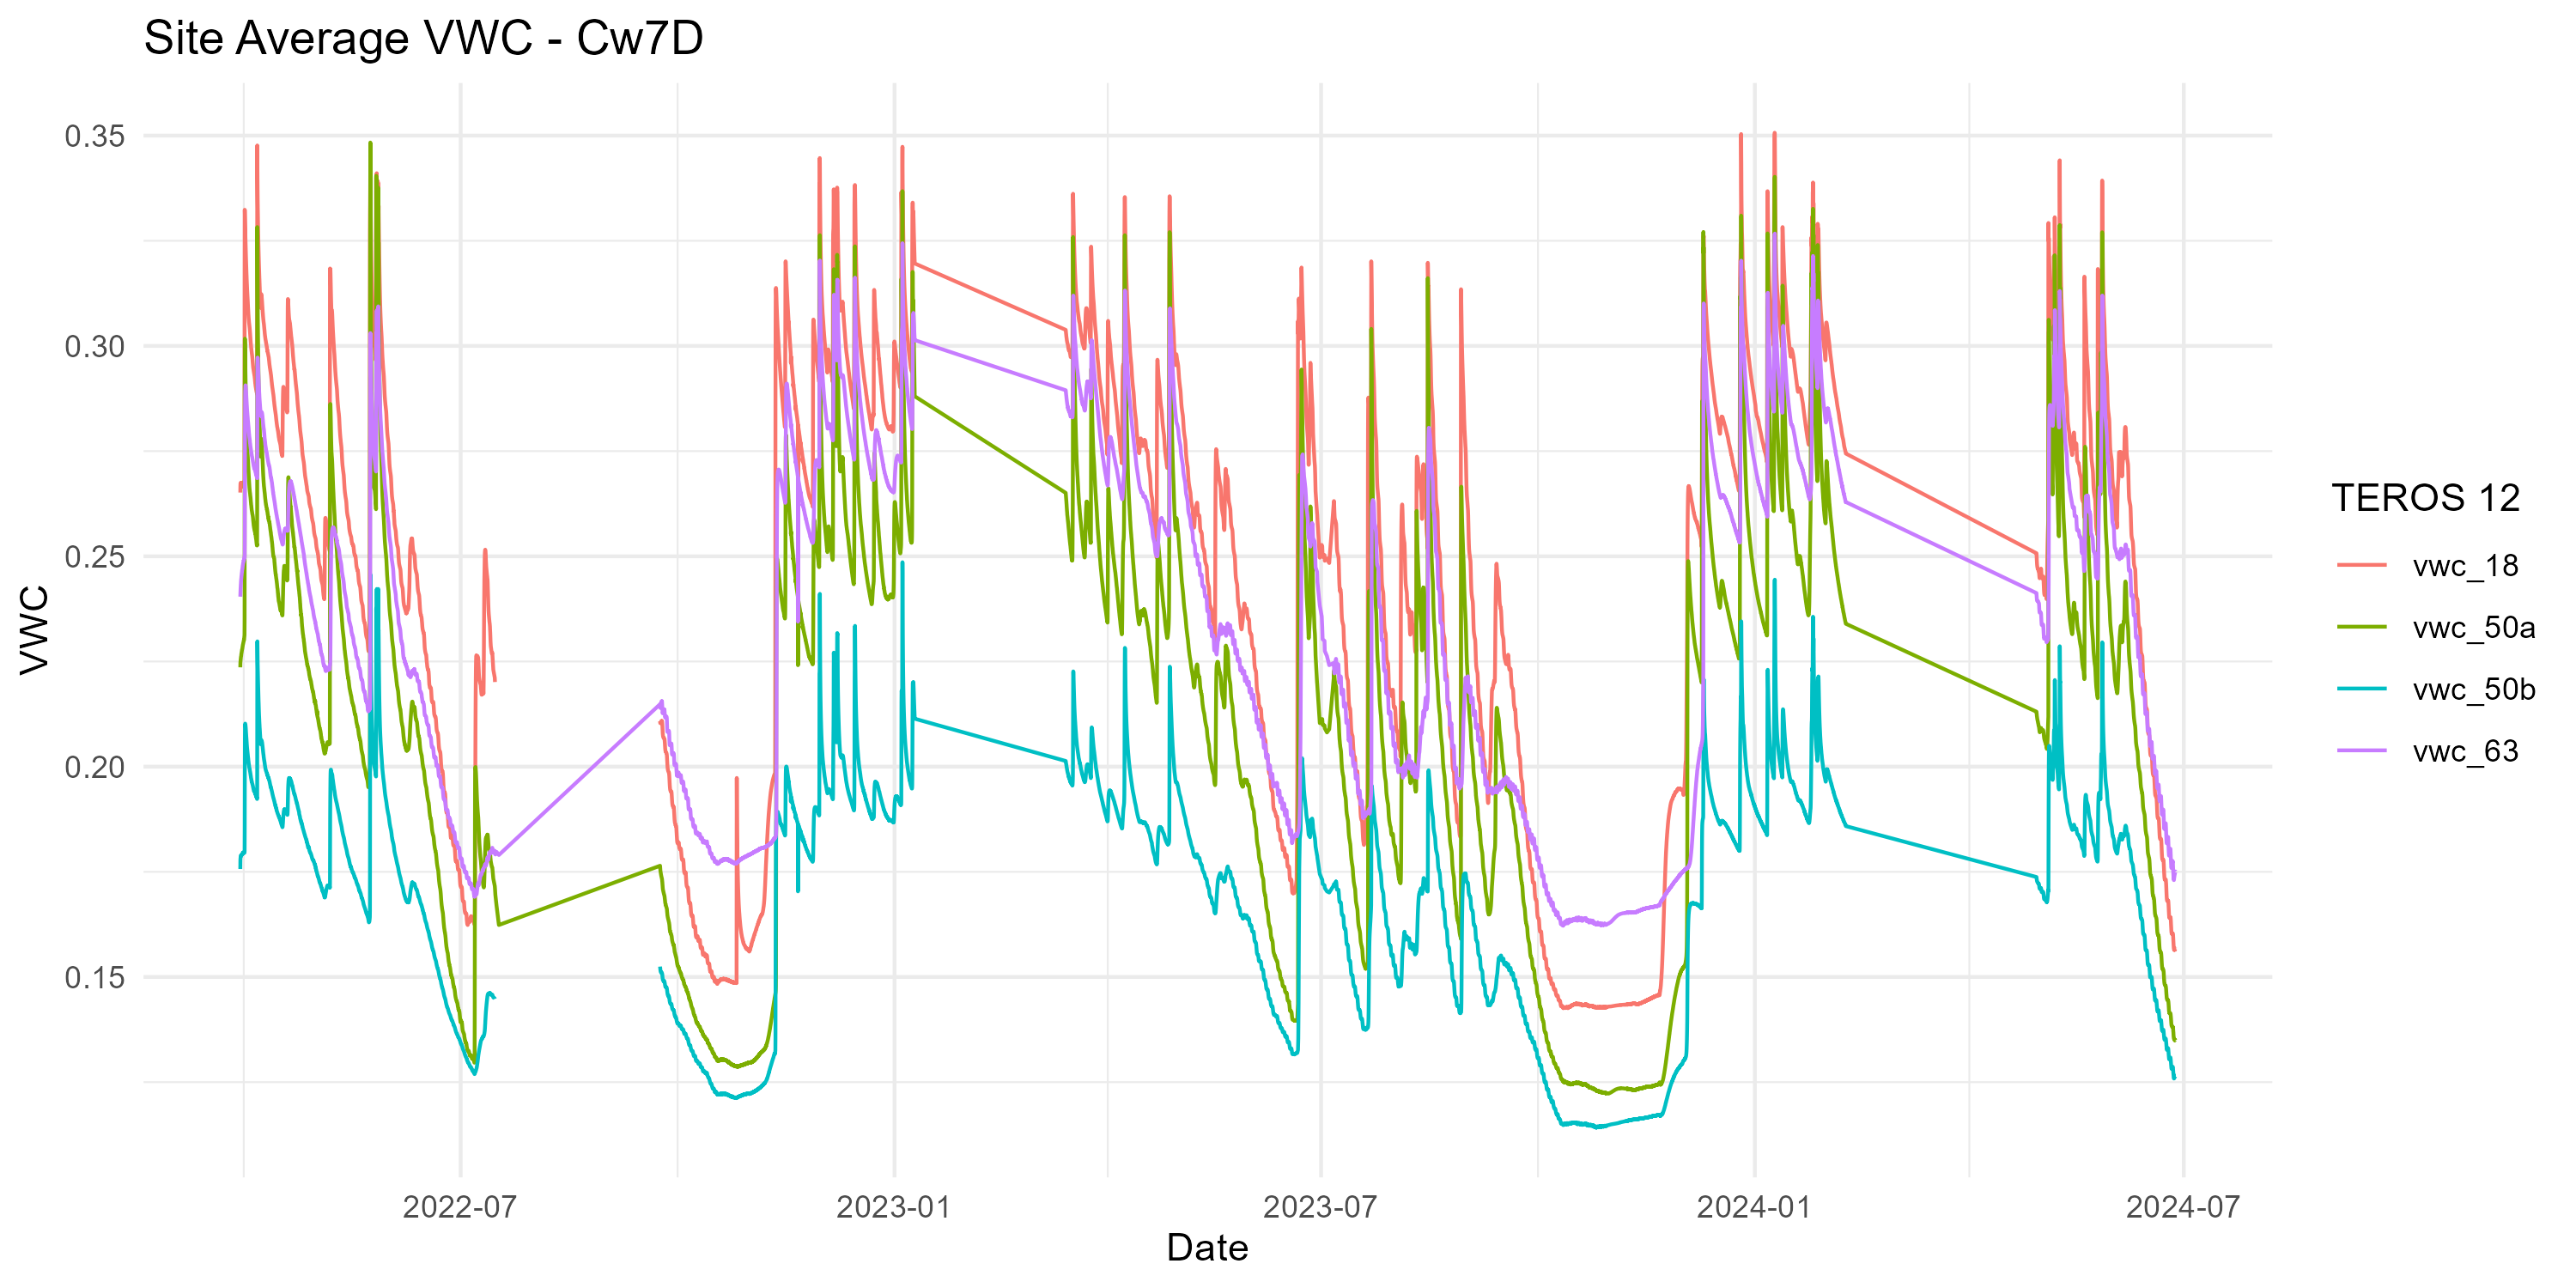 Site Average VWC - Cw7D
0.35
0.30
0.25
0.20
0.15
VWC
2022-07
2023-01
2023-07
2024-01
2024-07
Date
TEROS 12
vwc_18
vwc_50a
vwc_50b
vwc_63